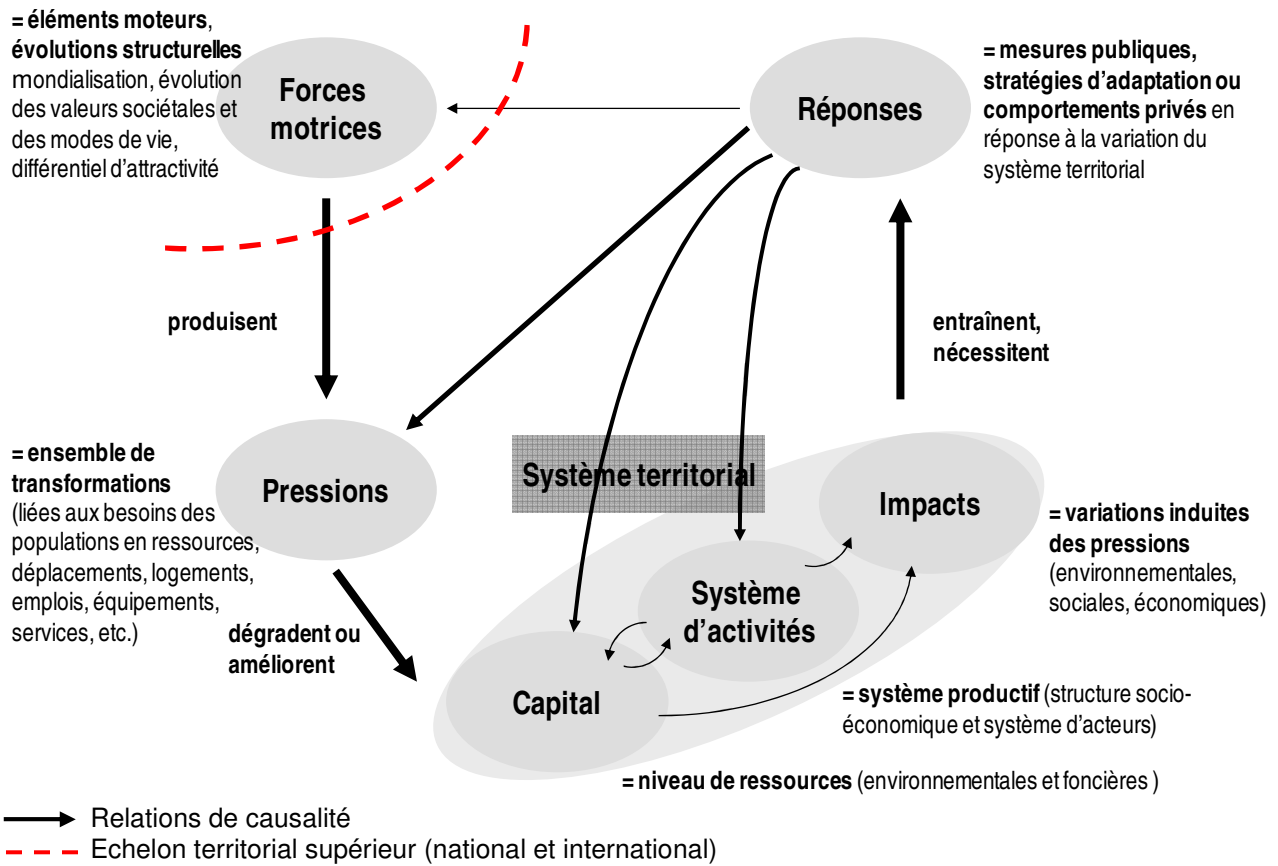 = éléments moteurs,
évolutions structurelles
mondialisation, évolution
des valeurs sociétales et
des modes de vie,
différentiel d'attractivité
Forces
motrices
Réponses
= mesures publiques,
stratégies d'adaptation ou
comportements privés en
réponse à la variation du
système territorial
produisent
entraînent,
nécessitent
= ensemble de
transformations
(liées aux besoins des
populations en ressources,
déplacements, logements,
emplois, équipements,
services, etc.)
Pressions
Système territorial
Impacts
= variations induites
des pressions
(environnementales,
sociales, économiques)
dégradent ou
améliorent
Système
d'activités
Capital
= système productif (structure socio-
économique et système d'acteurs)
= niveau de ressources (environnementales et foncières )
Relations de causalité
Echelon territorial supérieur (national et international)